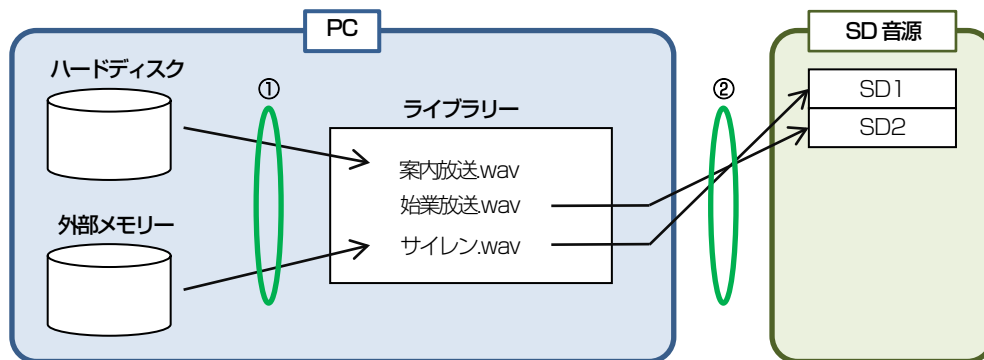 PC
SD 音源
ハードディスク
①
②
ライブラリー
SD1
SD2
案内放送.wav
始業放送.wav
外部メモリー
サイレン.wav